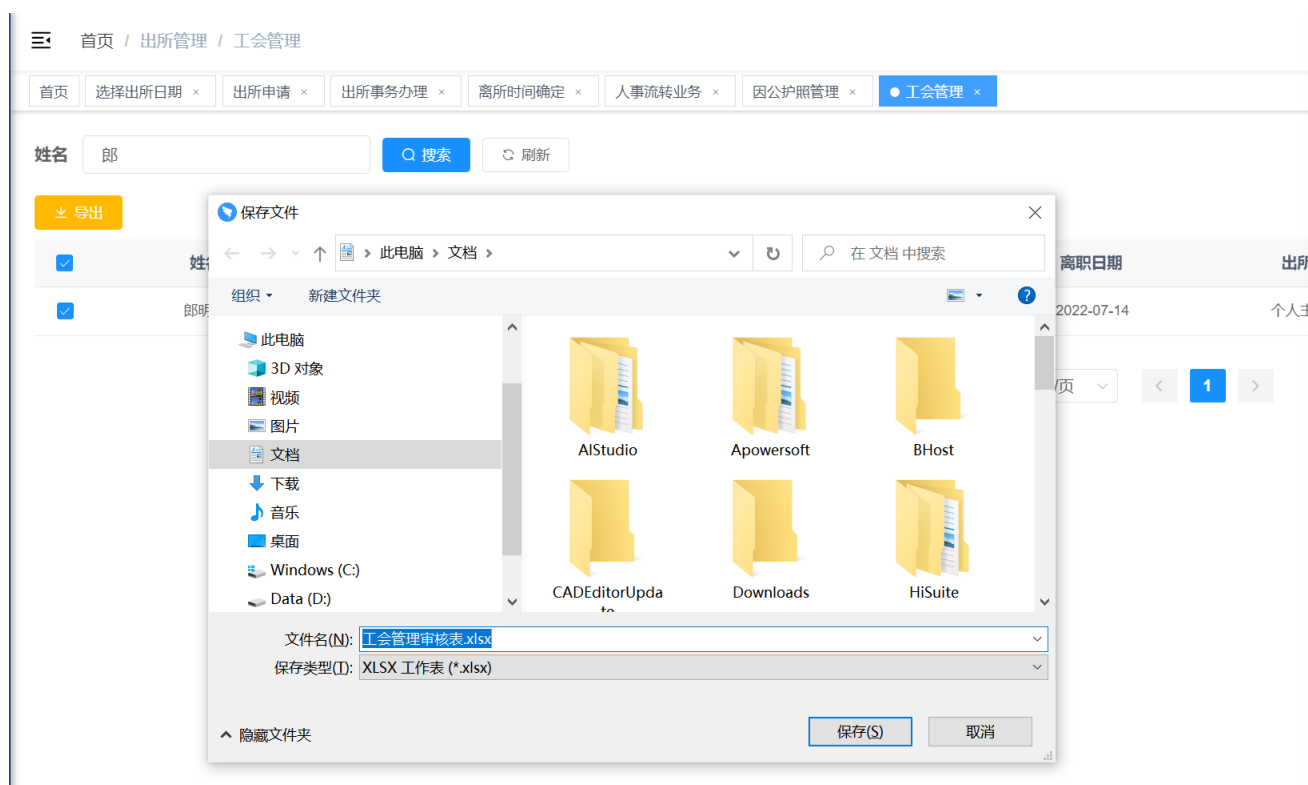 首页 / 出所管理 / 工会管理
首页 选择出所日期 × 出所申请 × 出所事务办理 × 离所时间确定 × 人事流转业务 × 因公护照管理 × 工会管理 ×
姓名 郎 搜索 刷新
导出
保存文件
此电脑 › 文档 › 在 文档 中搜索
离职日期 出所
组织 新建文件夹
郎明
2022-07-14 个人主
此电脑
3D 对象
视频
图片
文档
下载
音乐
桌面
Windows (C:)
Data (D:)
AIStudio Apowersoft BHost
页 < 1 >
CADEditorUpda Downloads HiSuite
文件名(N): 工会管理审核表.xlsx
保存类型(T): XLSX 工作表 (*.xlsx)
隐藏文件夹 保存(S) 取消